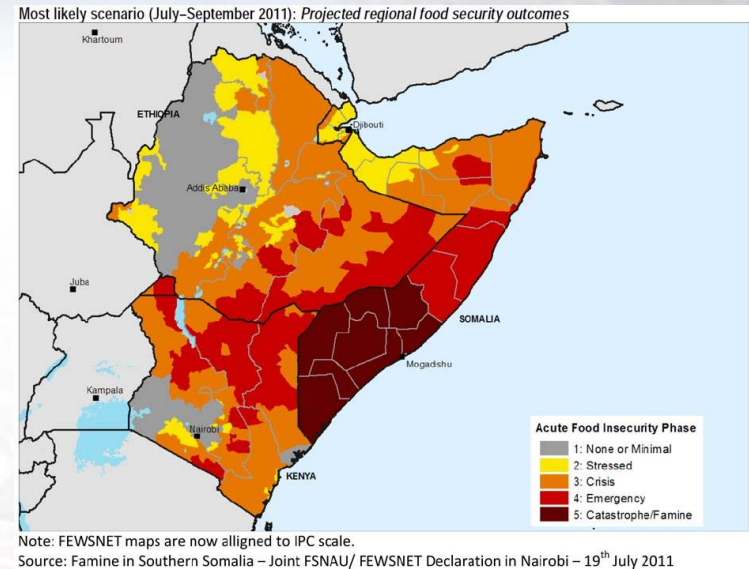 Most likely scenario (July–September 2011): Projected regional food security outcomes
Khartoum
ETHIOPIA
Djibouti
Addis Ababa
Juba
SOMALIA
Mogadishu
Kampala
Nairobi
KENYA
Acute Food Insecurity Phase
1: None or Minimal
2: Stressed
3: Crisis
4: Emergency
5: Catastrophe/Famine
Note: FEWSNET maps are now alligned to IPC scale.
Source: Famine in Southern Somalia – Joint FSNAU/ FEWSNET Declaration in Nairobi – 19th July 2011